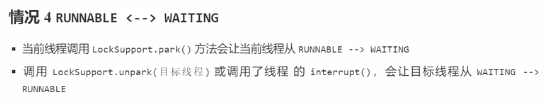 情况 4 RUNNABLE <--> WAITING
当前线程调用 LockSupport.park() 方法会让当前线程从 RUNNABLE --> WAITING
调用 LockSupport.unpark(目标线程) 或调用了线程 的 interrupt()，会让目标线程从 WAITING -->
RUNNABLE